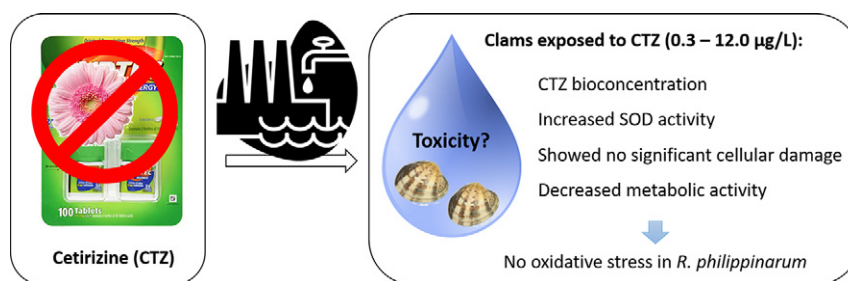 100 Tablets
Cetirizine (CTZ)
Toxicity?
Clams exposed to CTZ (0.3 – 12.0 µg/L):
CTZ bioconcentration
Increased SOD activity
Showed no significant cellular damage
Decreased metabolic activity
No oxidative stress in R. philippinarum